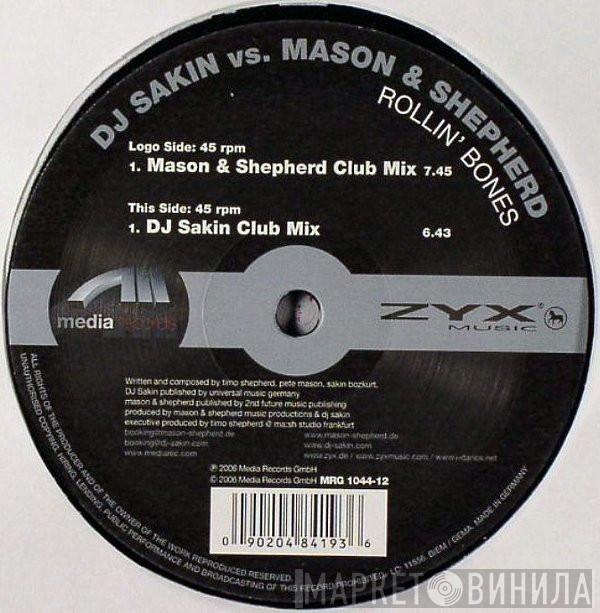 DJ SAKIN vs. MASON & SHEPHERD
ROLLIN' BONES
Logo Side: 45 rpm
1. Mason & Shepherd Club Mix 7.45
This Side: 45 rpm
1. DJ Sakin Club Mix 6.43
media records
ZYX®
MUSIC
Written and composed by timo shepherd, pete mason, sakin bozkurt.
DJ Sakin published by universal music germany
mason & shepherd published by 2nd future music publishing
produced by mason & shepherd music productions & dj sakin
executive produced by timo shepherd @ ma:sh studio frankfurt
booking@mason-shepherd.de www.mason-shepherd.de
booking@dj-sakin.com www.dj-sakin.com
www.mediarec.com www.zyx.de / www.zyxmusic.com / www.i-dance.net
℗ 2006 Media Records GmbH
© 2006 Media Records GmbH MRG 1044-12
0 90204 84193 6
ALL RIGHTS OF THE PRODUCER AND OF THE OWNER OF THE WORK REPRODUCED RESERVED.
UNAUTHORISED COPYING, HIRING, LENDING, PUBLIC PERFORMANCE AND BROADCASTING OF THIS RECORD PROHIBITED. LC 11556. BIEM / GEMA. MADE IN GERMANY
МАРКЕТ ВИНИЛА